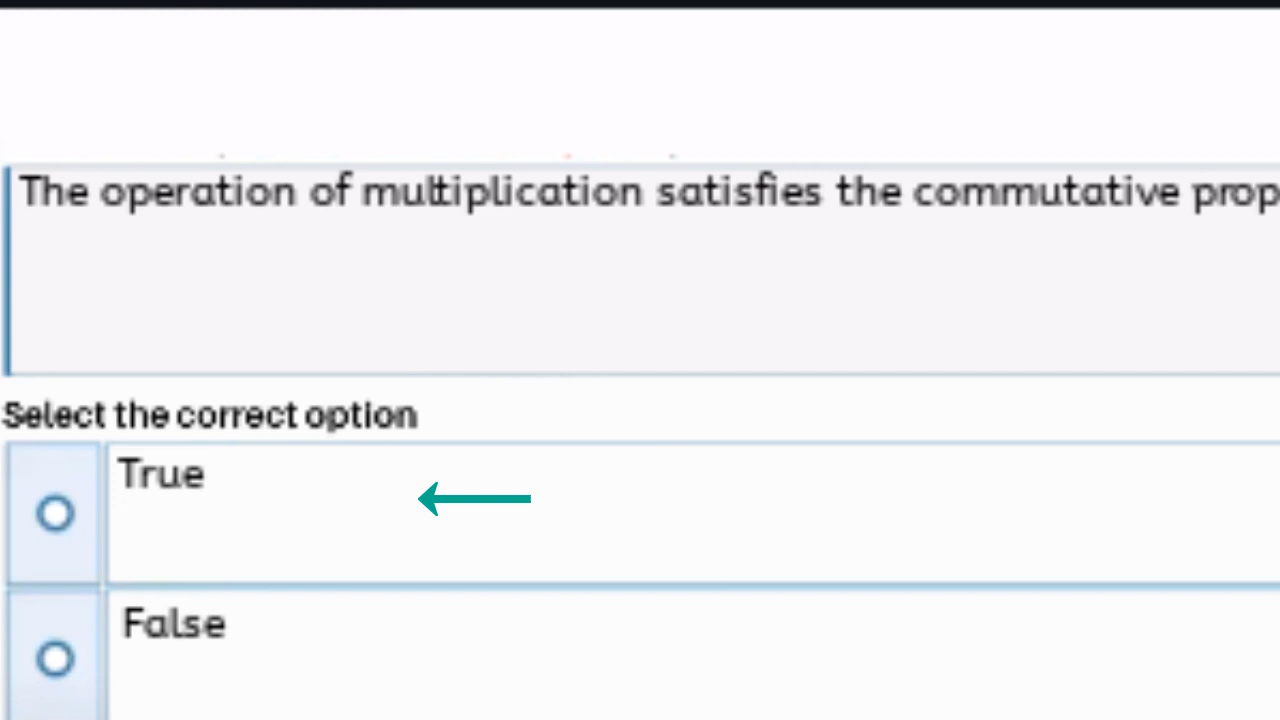 The operation of multiplication satisfies the commutative prop
Select the correct option
True
False